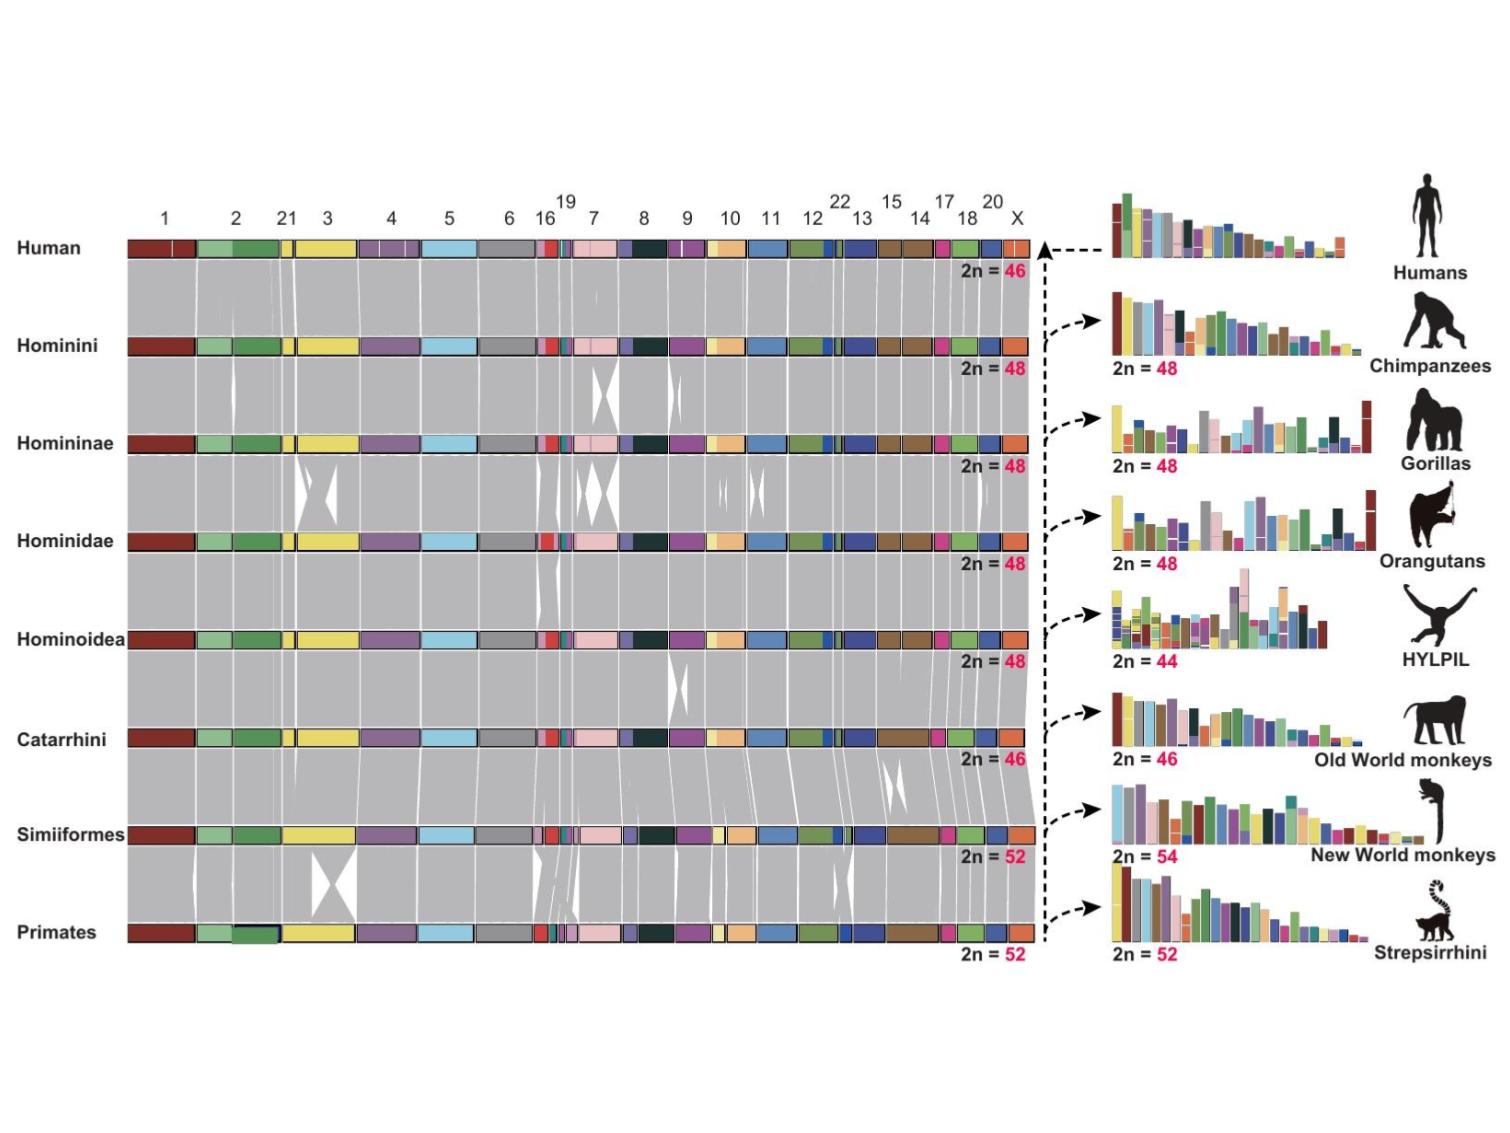 19 22 15 17 20
1 2 21 3 4 5 6 16 7 8 9 10 11 12 13 14 18 X
Human
2n = 46
Humans
Hominini
2n = 48
2n = 48
Chimpanzees
Homininae
2n = 48
2n = 48
Gorillas
Hominidae
2n = 48
2n = 48
Orangutans
Hominoidea
2n = 48
2n = 44
HYLPIL
Catarrhini
2n = 46
2n = 46
Old World monkeys
Simiiformes
2n = 52
2n = 54
New World monkeys
Primates
2n = 52
2n = 52
Strepsirrhini